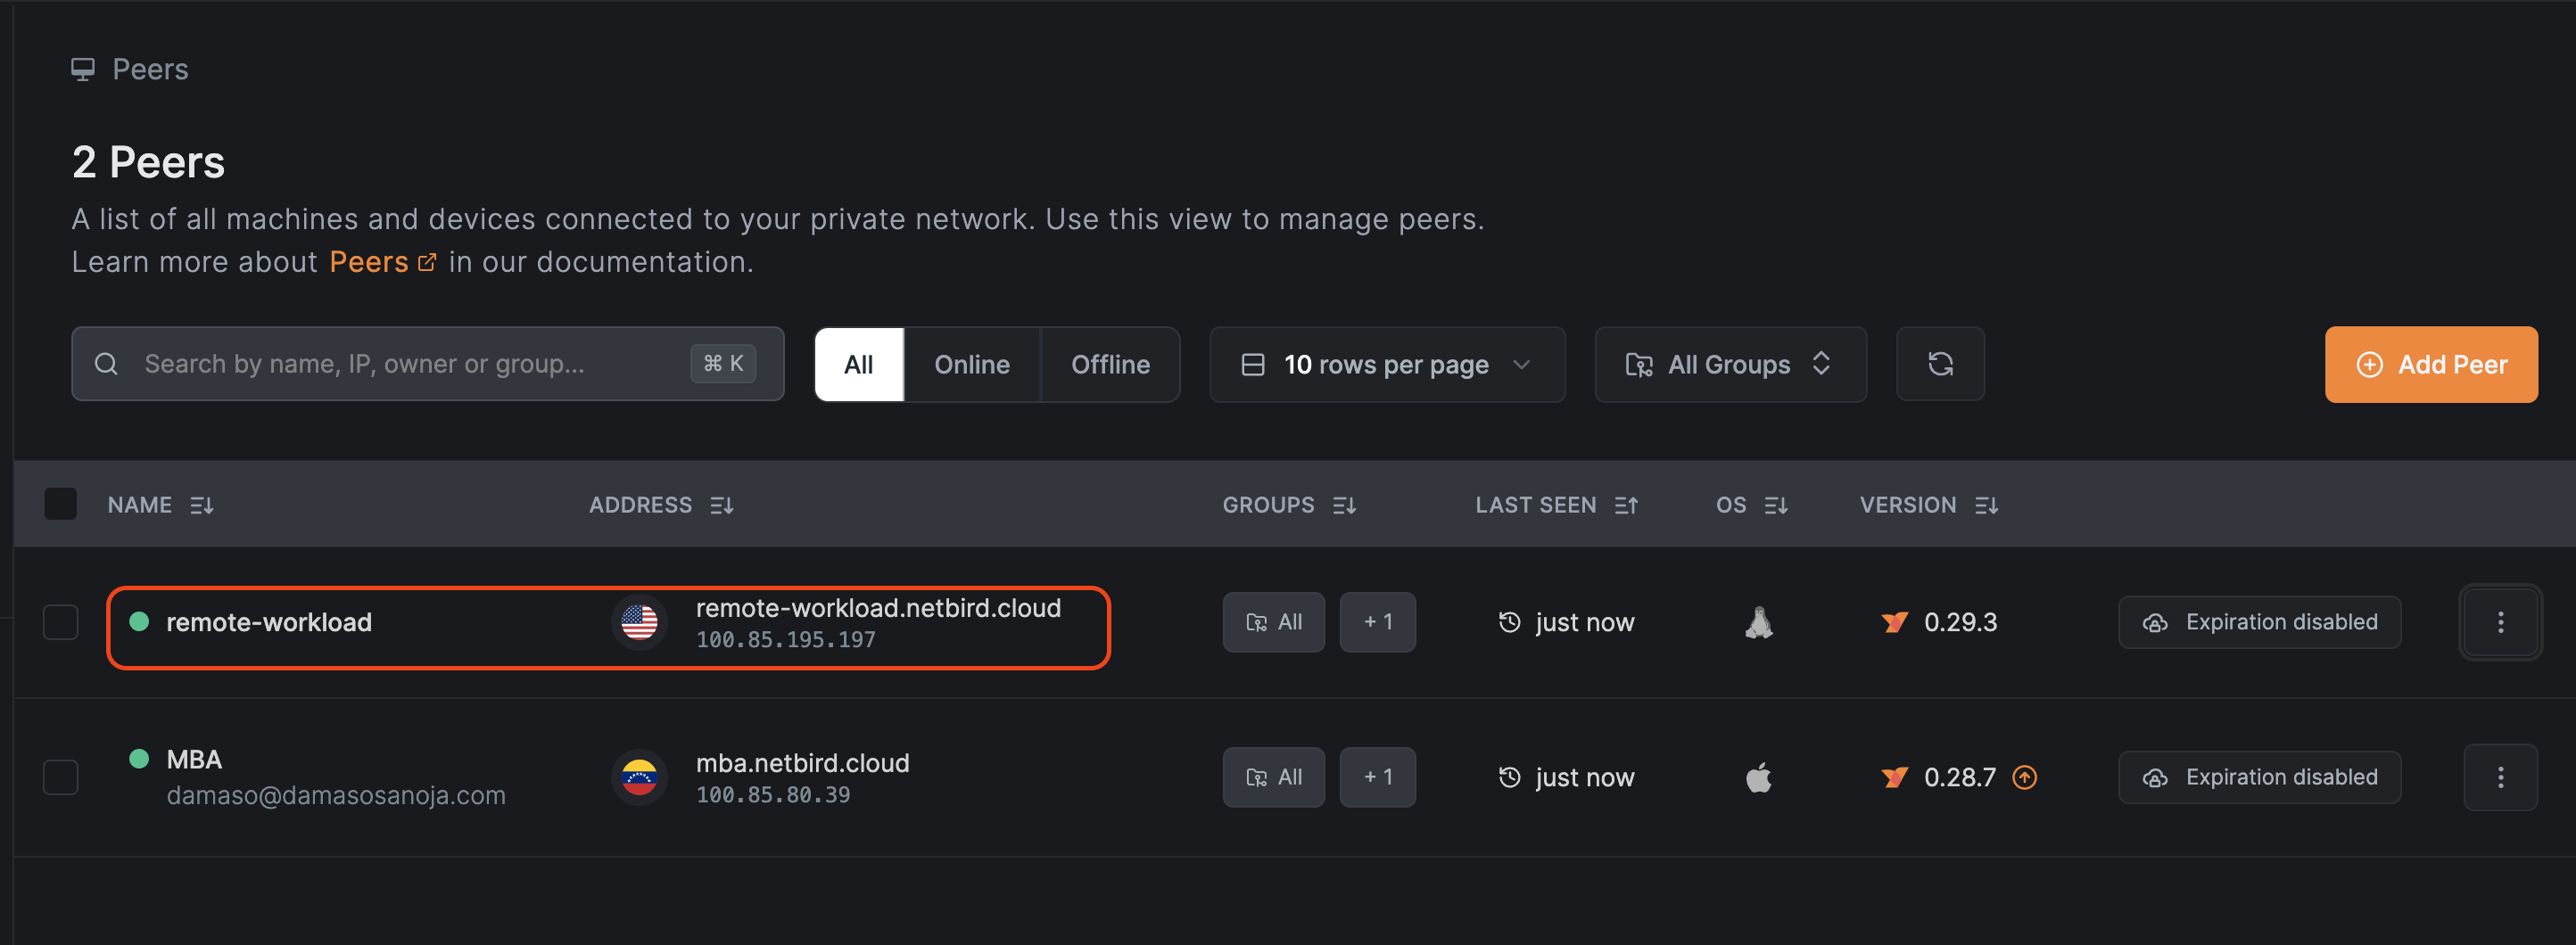 Peers
2 Peers
A list of all machines and devices connected to your private network. Use this view to manage peers.
Learn more about Peers in our documentation.
Search by name, IP, owner or group... ⌘ K All Online Offline 10 rows per page All Groups Add Peer
NAME ADDRESS GROUPS LAST SEEN OS VERSION
remote-workload remote-workload.netbird.cloud All + 1 just now 0.29.3 Expiration disabled
100.85.195.197
MBA mba.netbird.cloud All + 1 just now 0.28.7 Expiration disabled
damaso@damasosanoja.com 100.85.80.39